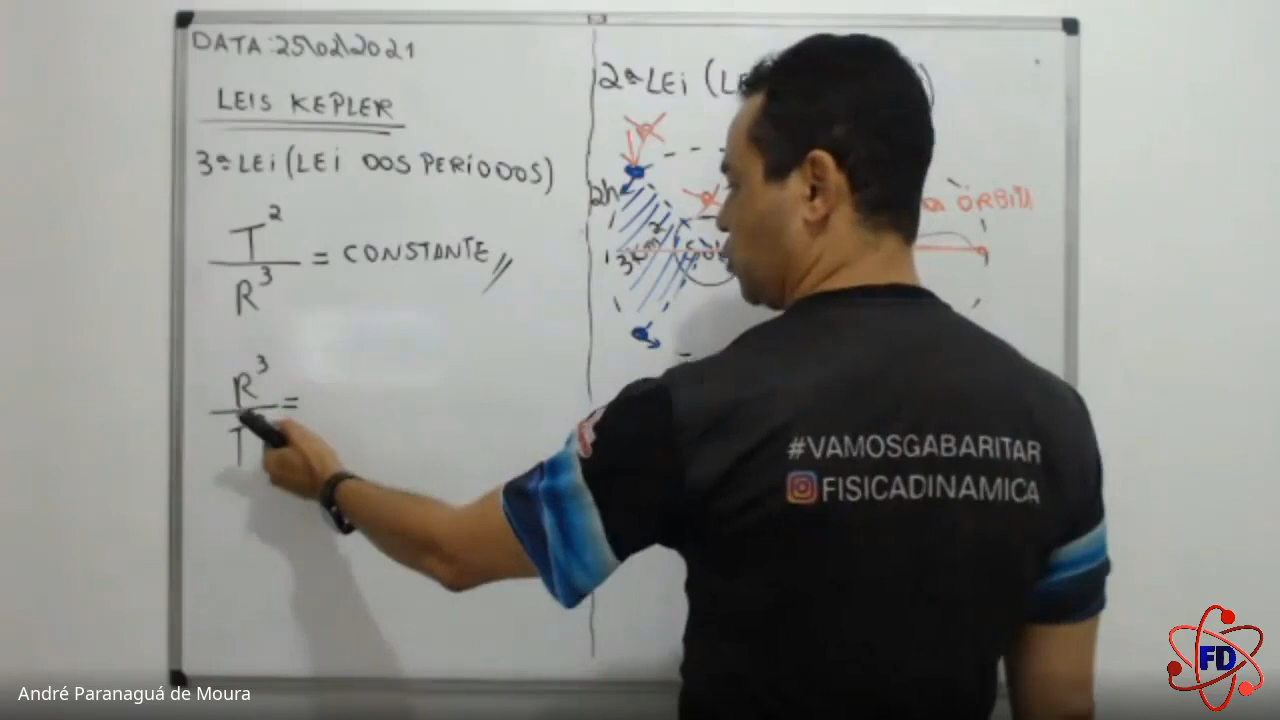 DATA: 25\02\2021
LEIS KEPLER
3ª LEI (LEI DOS PERÍODOS)
T²
= CONSTANTE
R³
R³
=
T
2ª LEI (
2h
ÓRBITA
#VAMOSGABARITAR
FISICADINAMICA
FD
André Paranaguá de Moura